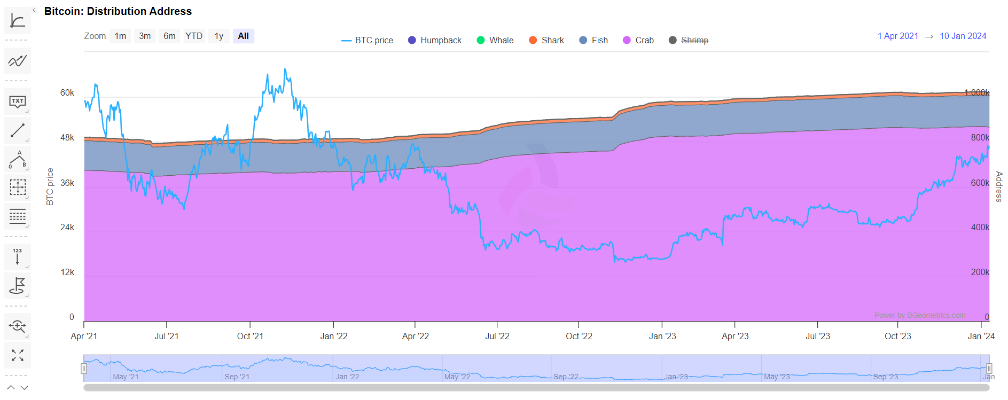 Bitcoin: Distribution Address
Zoom 1m 3m 6m YTD 1y All
BTC price Humpback Whale Shark Fish Crab Shrimp
1 Apr 2021 → 10 Jan 2024
TXT
A B
123
60k
48k
36k
24k
12k
0
BTC price
1000k
800k
600k
400k
200k
0
Address
Power by BGeometrics.com
Apr '21 Jul '21 Oct '21 Jan '22 Apr '22 Jul '22 Oct '22 Jan '23 Apr '23 Jul '23 Oct '23 Jan '24
May '21 Sep '21 Jan '22 May '22 Sep '22 Jan '23 May '23 Sep '23 Jan